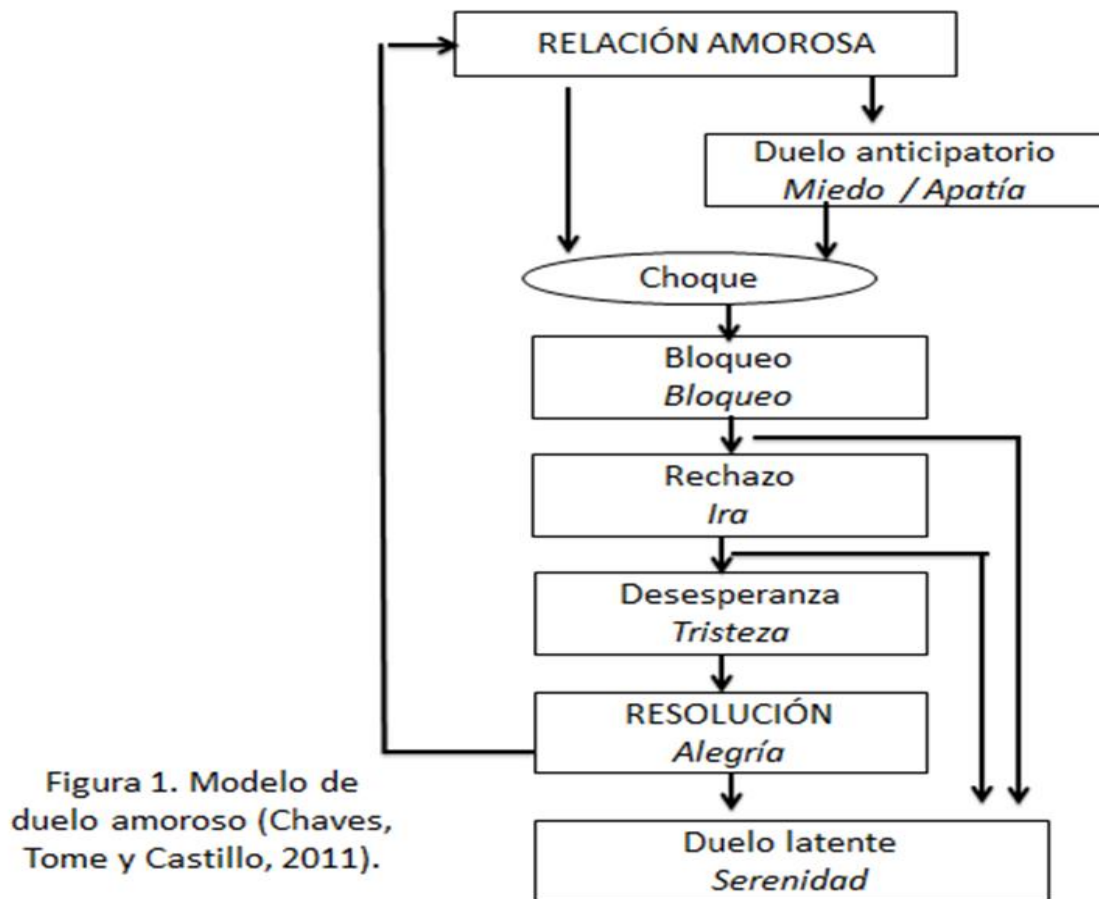 RELACIÓN AMOROSA
Duelo anticipatorio
Miedo / Apatía
Choque
Bloqueo
Bloqueo
Rechazo
Ira
Desesperanza
Tristeza
RESOLUCIÓN
Alegría
Duelo latente
Serenidad
Figura 1. Modelo de
duelo amoroso (Chaves,
Tome y Castillo, 2011).